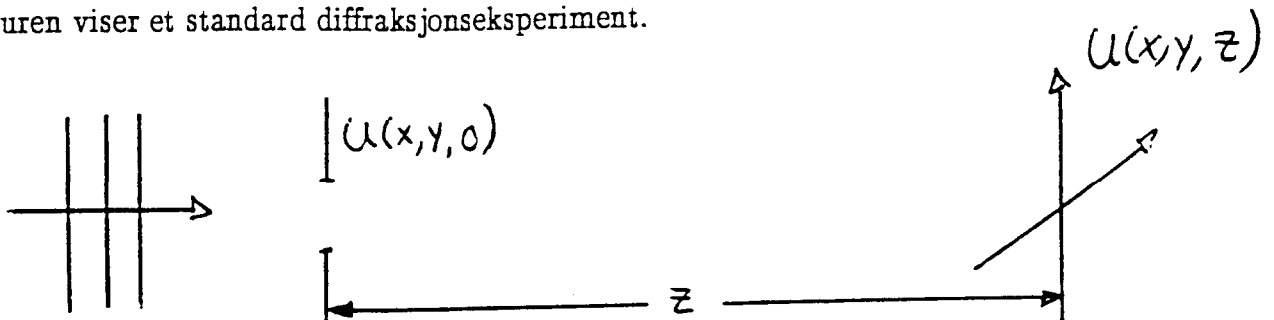 uren viser et standard diffraksjonseksperiment.
U(x,y,z)
U(x,y,0)
z